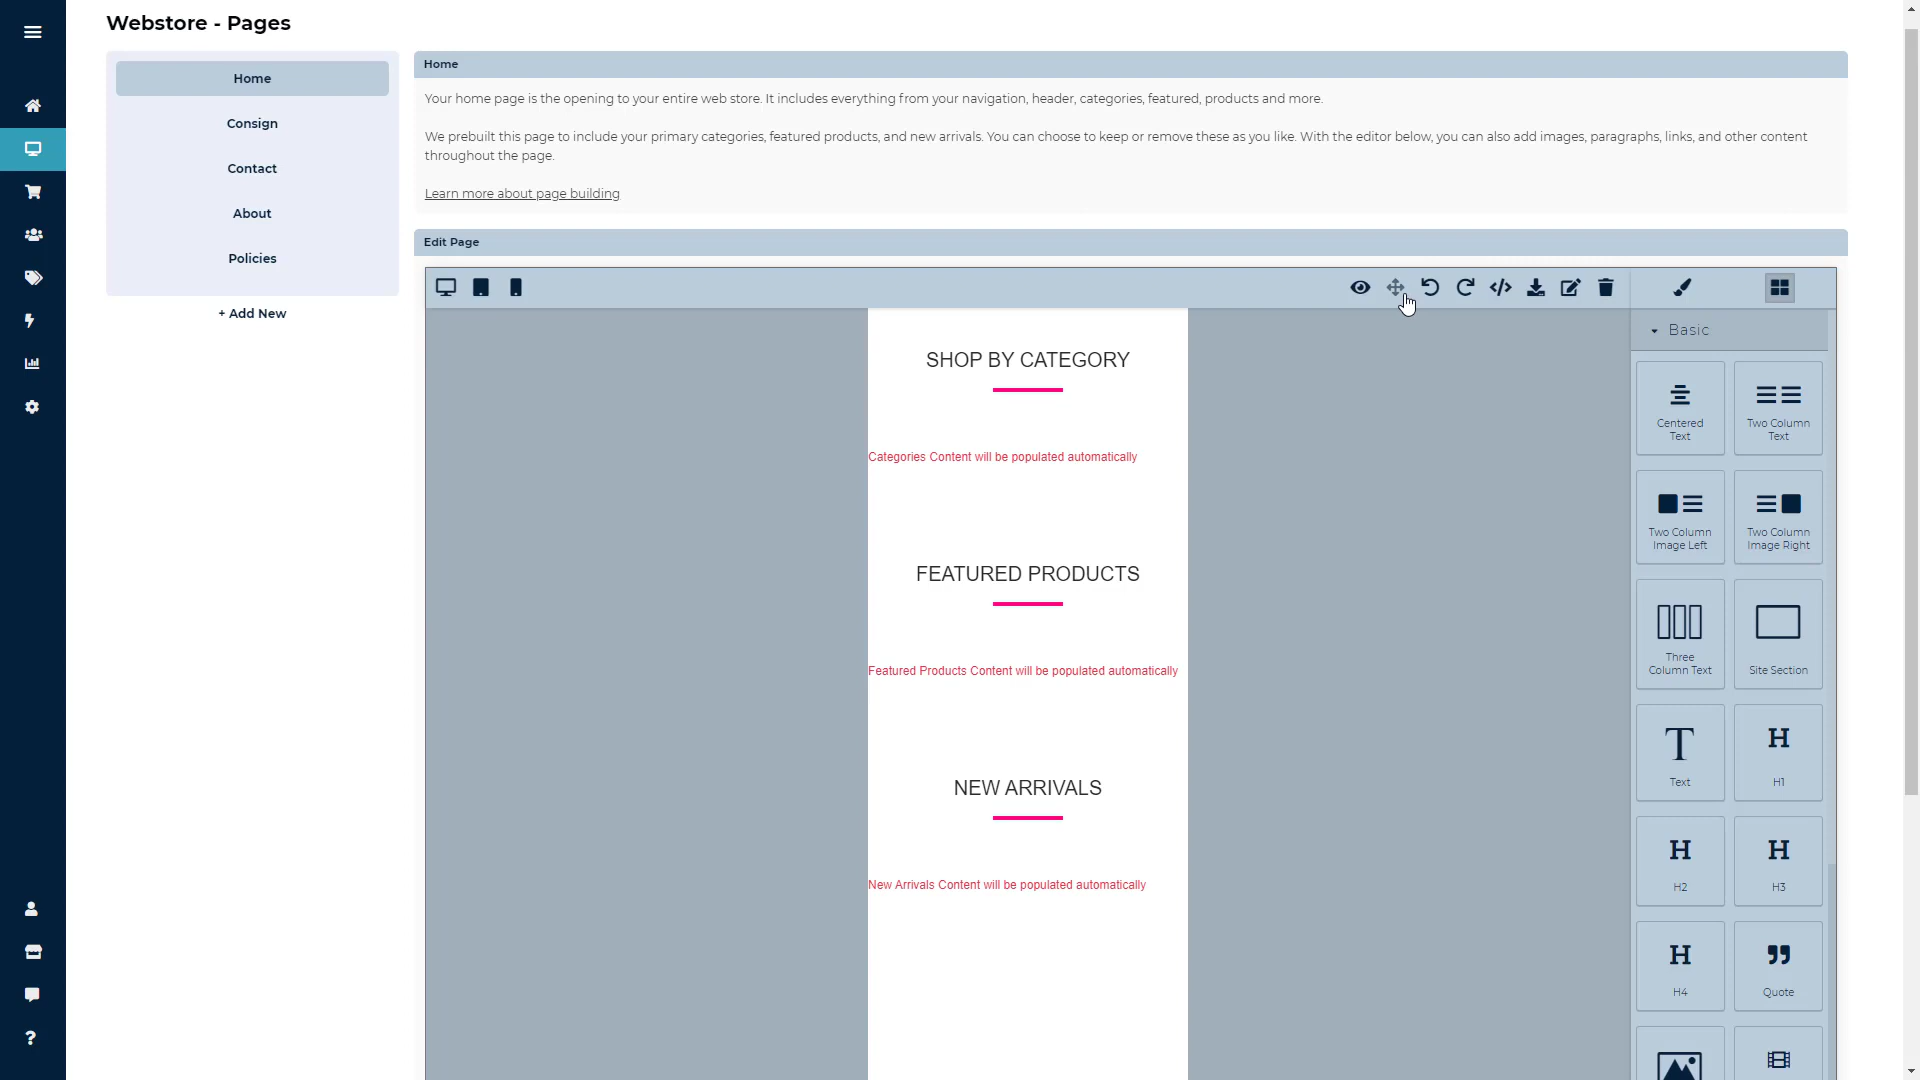 Webstore - Pages
Home
Consign
Contact
About
Policies
+ Add New
Home
Your home page is the opening to your entire web store. It includes everything from your navigation, header, categories, featured, products and more.
We prebuilt this page to include your primary categories, featured products, and new arrivals. You can choose to keep or remove these as you like. With the editor below, you can also add images, paragraphs, links, and other content
throughout the page.
Learn more about page building
Edit Page
SHOP BY CATEGORY
Categories Content will be populated automatically
FEATURED PRODUCTS
Featured Products Content will be populated automatically
NEW ARRIVALS
New Arrivals Content will be populated automatically
Basic
Centered
Text
Two Column
Text
Two Column
Image Left
Two Column
Image Right
Three
Column Text
Site Section
Text
H1
H2
H3
H4
Quote